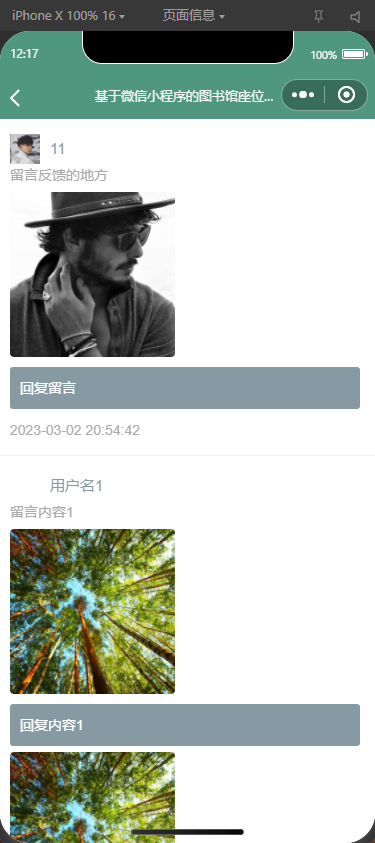 iPhone X 100% 16
页面信息
12:17
100%
基于微信小程序的图书馆座位...
11
留言反馈的地方
回复留言
2023-03-02 20:54:42
用户名1
留言内容1
回复内容1